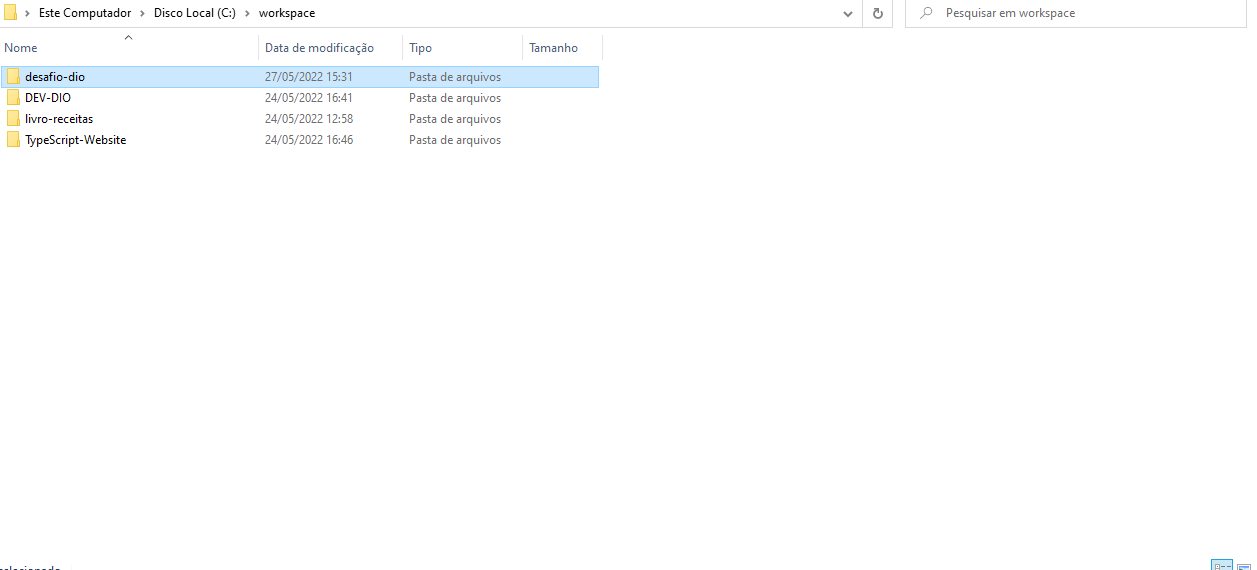 Este Computador > Disco Local (C:) > workspace Pesquisar em workspace
Nome Data de modificação Tipo Tamanho
desafio-dio 27/05/2022 15:31 Pasta de arquivos
DEV-DIO 24/05/2022 16:41 Pasta de arquivos
livro-receitas 24/05/2022 12:58 Pasta de arquivos
TypeScript-Website 24/05/2022 16:46 Pasta de arquivos